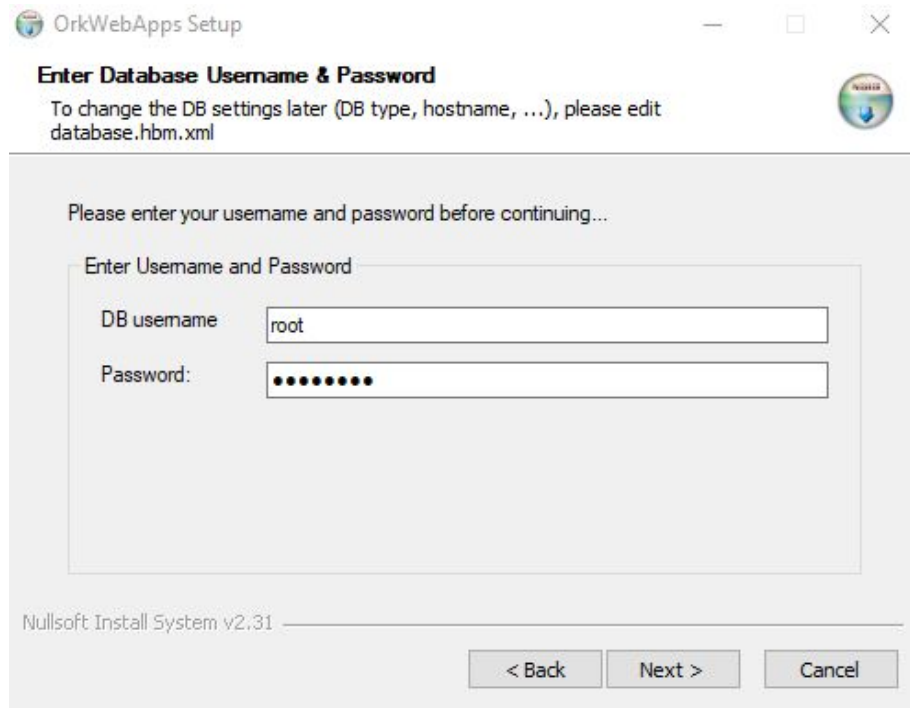 OrkWebApps Setup
Enter Database Username & Password
To change the DB settings later (DB type, hostname, ...), please edit
database.hbm.xml
Please enter your username and password before continuing...
Enter Username and Password
DB username
root
Password:
●●●●●●●●
Nullsoft Install System v2.31
< Back
Next >
Cancel